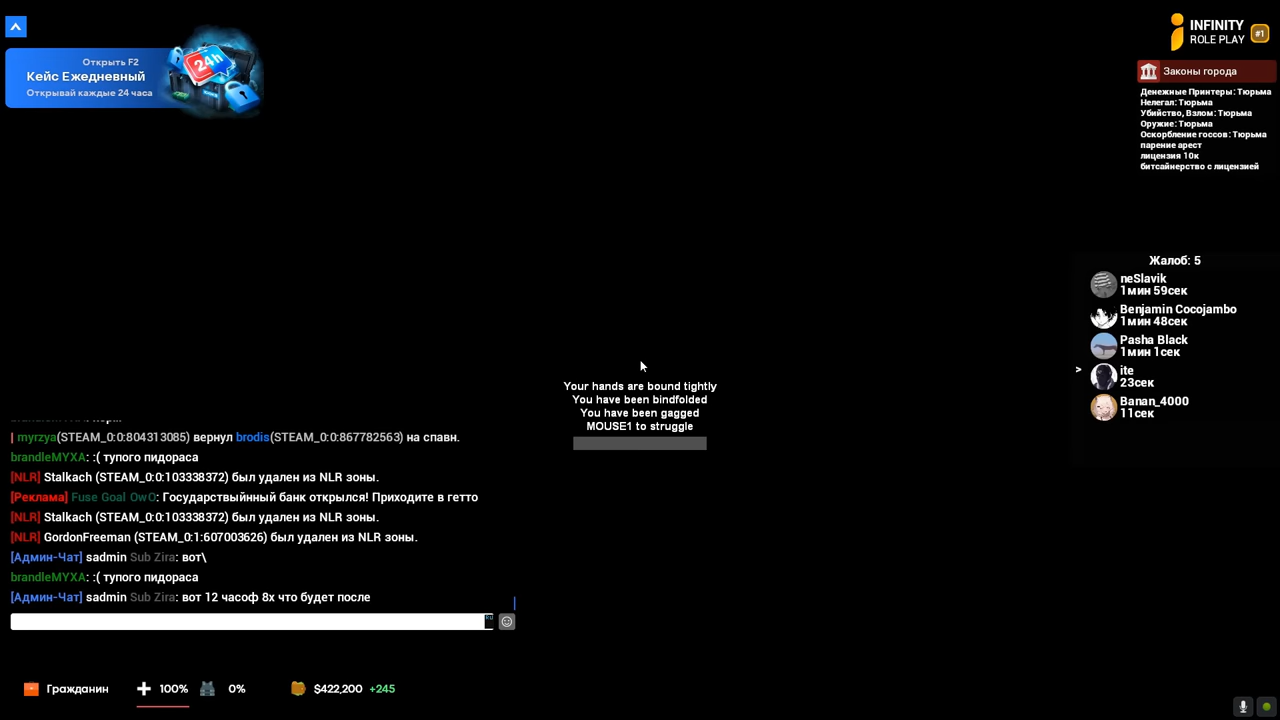 Открыть F2
Кейс Ежедневный
Открывай каждые 24 часа
24h
INFINITY
ROLE PLAY
#1
Законы города
Денежные Принтеры: Тюрьма
Нелегал: Тюрьма
Убийство, Взлом: Тюрьма
Оружие: Тюрьма
Оскорбление госсов: Тюрьма
парение арест
лицензия 10к
битсайнерство с лицензией
Жалоб: 5
neSlavik
1мин 59сек
Benjamin Cocojambo
1мин 48сек
Pasha Black
1мин 1сек
> ite
23сек
Banan_4000
11сек
Your hands are bound tightly
You have been bindfolded
You have been gagged
MOUSE1 to struggle
| myrzya(STEAM_0:0:804313085) вернул brodis(STEAM_0:0:867782563) на спавн.
brandleMYXA: :( тупого пидораса
[NLR] Stalkach (STEAM_0:0:103338372) был удален из NLR зоны.
[Реклама] Fuse Goal OwO: Государствыйнный банк открылся! Приходите в гетто
[NLR] Stalkach (STEAM_0:0:103338372) был удален из NLR зоны.
[NLR] GordonFreeman (STEAM_0:1:607003626) был удален из NLR зоны.
[Админ-Чат] sadmin Sub Zira: вот\
brandleMYXA: :( тупого пидораса
[Админ-Чат] sadmin Sub Zira: вот 12 часоф 8х что будет после
Гражданин
100%
0%
$422,200 +245